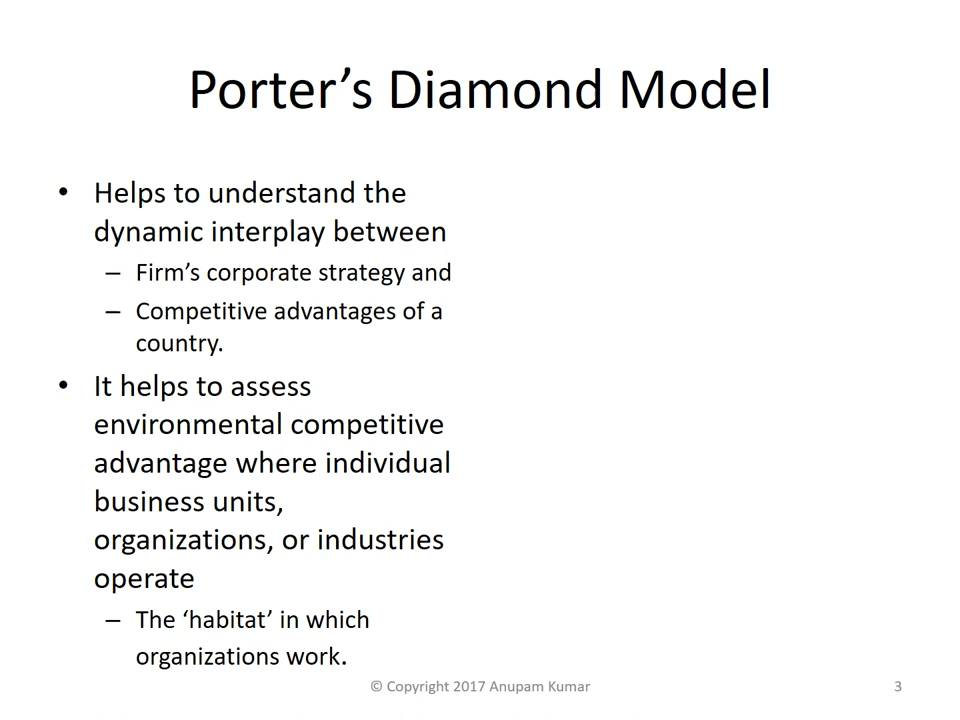 Porter’s Diamond Model
• Helps to understand the
dynamic interplay between
– Firm’s corporate strategy and
– Competitive advantages of a
country.
• It helps to assess
environmental competitive
advantage where individual
business units,
organizations, or industries
operate
– The ‘habitat’ in which
organizations work.
© Copyright 2017 Anupam Kumar
3